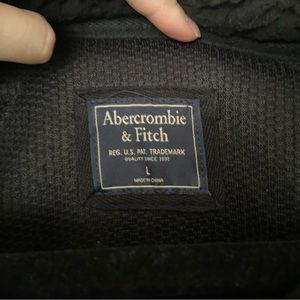 Abercrombie
& Fitch
REG. U.S. PAT. TRADEMARK
QUALITY SINCE 1892
L
MADE IN CHINA